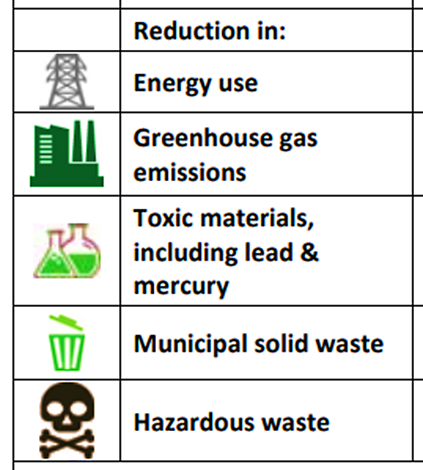 Reduction in:
Energy use
Greenhouse gas
emissions
Toxic materials,
including lead &
mercury
Municipal solid waste
Hazardous waste